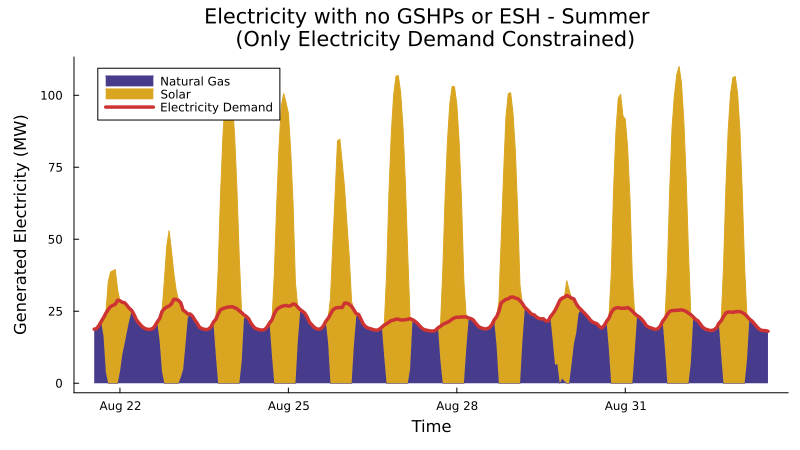 Electricity with no GSHPs or ESH - Summer
(Only Electricity Demand Constrained)
Natural Gas
Solar
Electricity Demand
Generated Electricity (MW)
100
75
50
25
0
Aug 22
Aug 25
Aug 28
Aug 31
Time